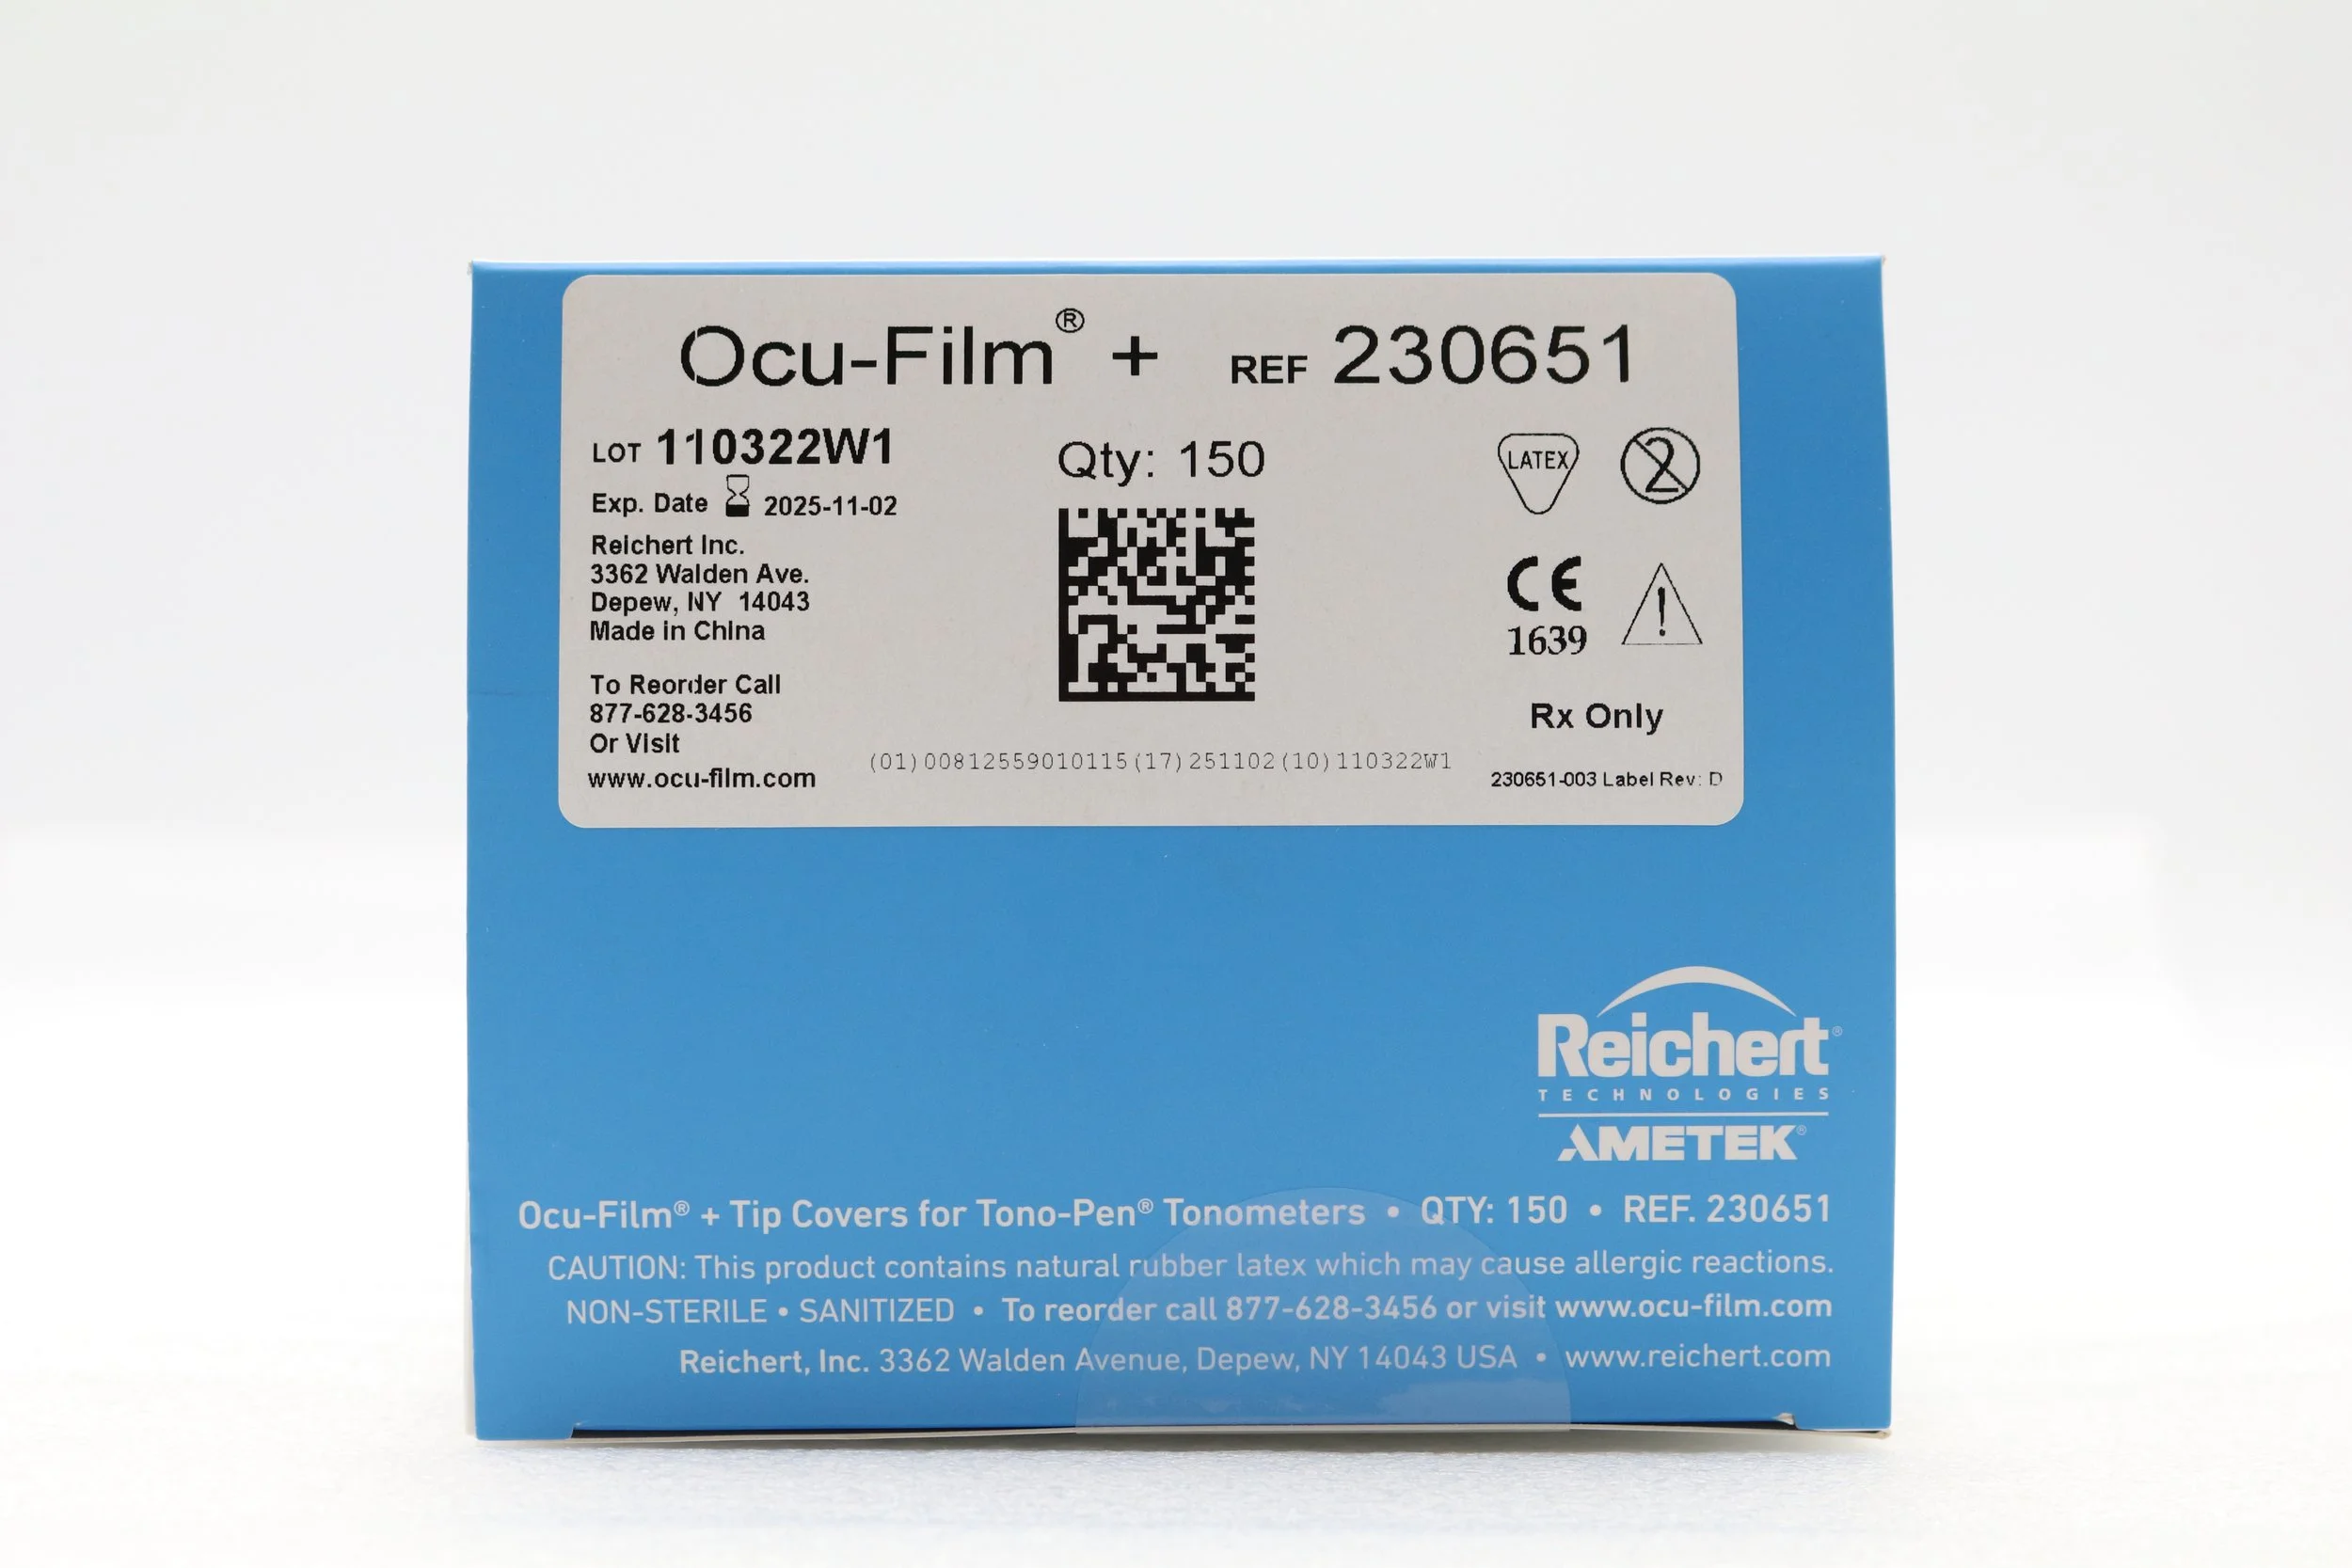 Ocu-Film® + REF 230651
LOT 110322W1
Qty: 150
LATEX
2
Exp. Date 2025-11-02
Reichert Inc.
3362 Walden Ave.
Depew, NY 14043
Made in China
CE
1639
!
To Reorder Call
877-628-3456
Or Visit
www.ocu-film.com
Rx Only
(01)00812559010115(17)251102(10)110322W1
230651-003 Label Rev: D
Reichert®
TECHNOLOGIES
AMETEK®
Ocu-Film® + Tip Covers for Tono-Pen® Tonometers • QTY: 150 • REF. 230651
CAUTION: This product contains natural rubber latex which may cause allergic reactions.
NON-STERILE • SANITIZED • To reorder call 877-628-3456 or visit www.ocu-film.com
Reichert, Inc. 3362 Walden Avenue, Depew, NY 14043 USA • www.reichert.com